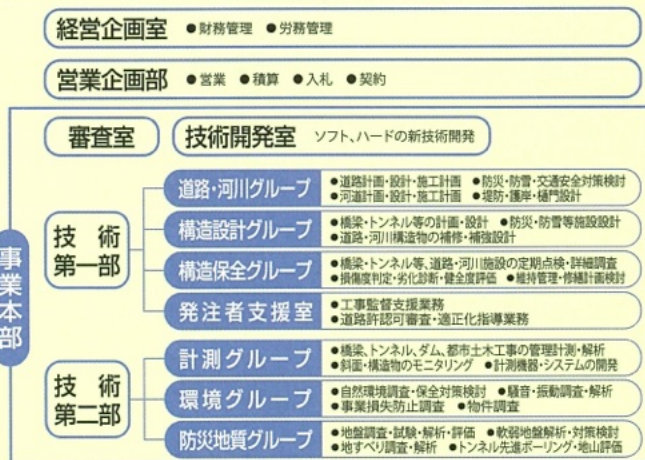 経営企画室 ●財務管理 ●労務管理
営業企画部 ●営業 ●積算 ●入札 ●契約
審査室 技術開発室 ソフト、ハードの新技術開発
事業本部
技術第一部
道路・河川グループ ●道路計画・設計・施工計画 ●防災・防雪・交通安全対策検討
●河道計画・設計・施工計画 ●堤防・護岸・樋門設計
構造設計グループ ●橋梁・トンネル等の計画・設計 ●防災・防雪等施設設計
●道路・河川構造物の補修・補強設計
構造保全グループ ●橋梁・トンネル等、道路・河川施設の定期点検・詳細調査
●損傷度判定・劣化診断・健全度評価 ●維持管理・修繕計画検討
発注者支援室 ●工事監督支援業務
●道路許認可審査・適正化指導業務
技術第二部
計測グループ ●橋梁、トンネル、ダム、都市土木工事の管理計測・解析
●斜面・構造物のモニタリング ●計測機器・システムの開発
環境グループ ●自然環境調査・保全対策検討 ●騒音・振動調査・解析
●事業損失防止調査 ●物件調査
防災地質グループ ●地盤調査・試験・解析・評価 ●軟弱地盤解析・対策検討
●地すべり調査・解析 ●トンネル先進ボーリング・地山評価